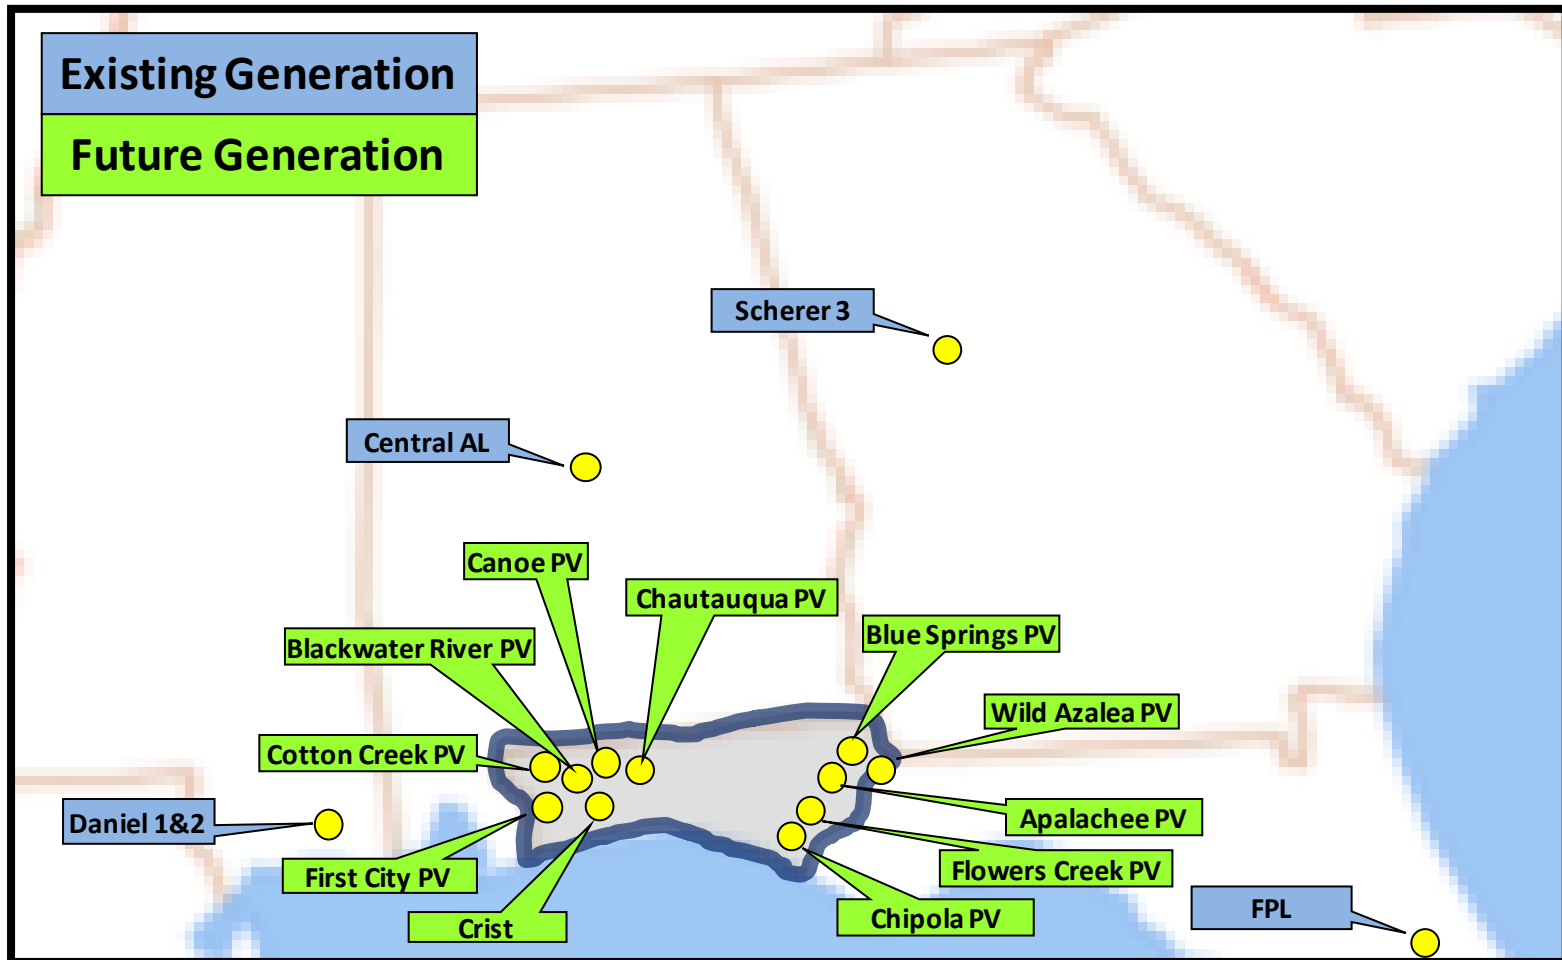 Existing Generation
Future Generation
Scherer 3
Central AL
Canoe PV
Chautauqua PV
Blue Springs PV
Blackwater River PV
Wild Azalea PV
Cotton Creek PV
Apalachee PV
Daniel 1&2
Flowers Creek PV
First City PV
FPL
Chipola PV
Crist